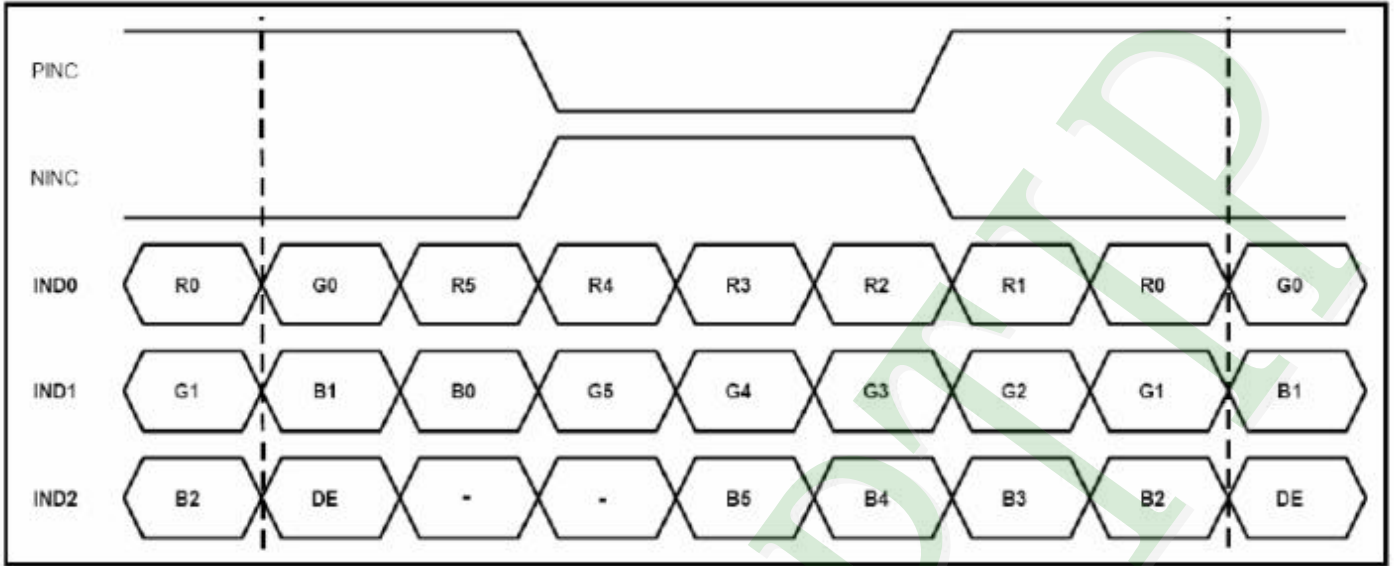 PINC
NINC
IND0 R0 G0 R5 R4 R3 R2 R1 R0 G0
IND1 G1 B1 B0 G5 G4 G3 G2 G1 B1
IND2 B2 DE - - B5 B4 B3 B2 DE